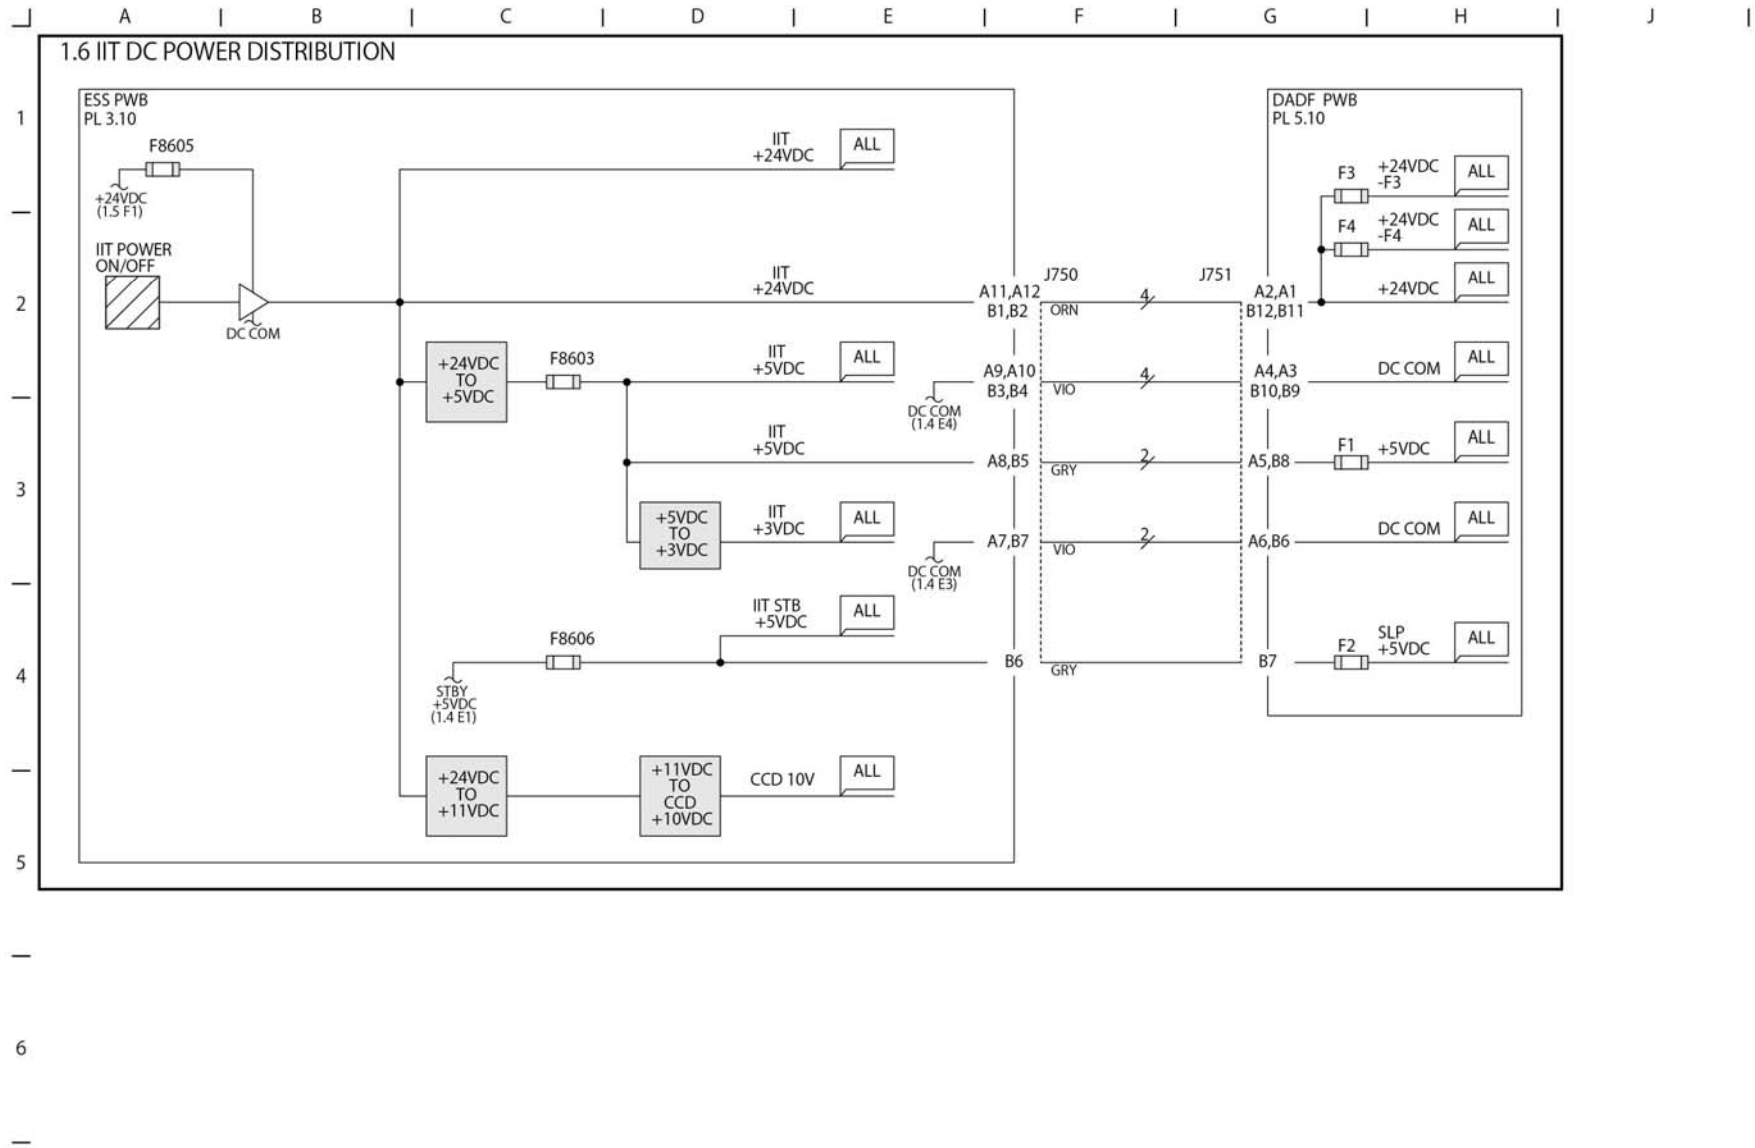 A B C D E F G H J
1.6 IIT DC POWER DISTRIBUTION
1
2
3
4
5
6
ESS PWB
PL 3.10
F8605
+24VDC
(1.5 F1)
IIT POWER
ON/OFF
DC COM
IIT
+24VDC
ALL
IIT
+24VDC
+24VDC
TO
+5VDC
F8603
IIT
+5VDC
ALL
IIT
+5VDC
+5VDC
TO
+3VDC
IIT
+3VDC
ALL
IIT STB
+5VDC
ALL
F8606
STBY
+5VDC
(1.4 E1)
+24VDC
TO
+11VDC
+11VDC
TO
CCD
+10VDC
CCD 10V
ALL
DC COM
(1.4 E4)
DC COM
(1.4 E3)
J750
J751
A11,A12
B1,B2
ORN
4
A2,A1
B12,B11
A9,A10
B3,B4
VIO
4
A4,A3
B10,B9
A8,B5
GRY
2
A5,B8
A7,B7
VIO
2
A6,B6
B6
GRY
B7
DADF PWB
PL 5.10
F3
+24VDC
-F3
ALL
F4
+24VDC
-F4
ALL
+24VDC
ALL
DC COM
ALL
F1
+5VDC
ALL
DC COM
ALL
F2
SLP
+5VDC
ALL